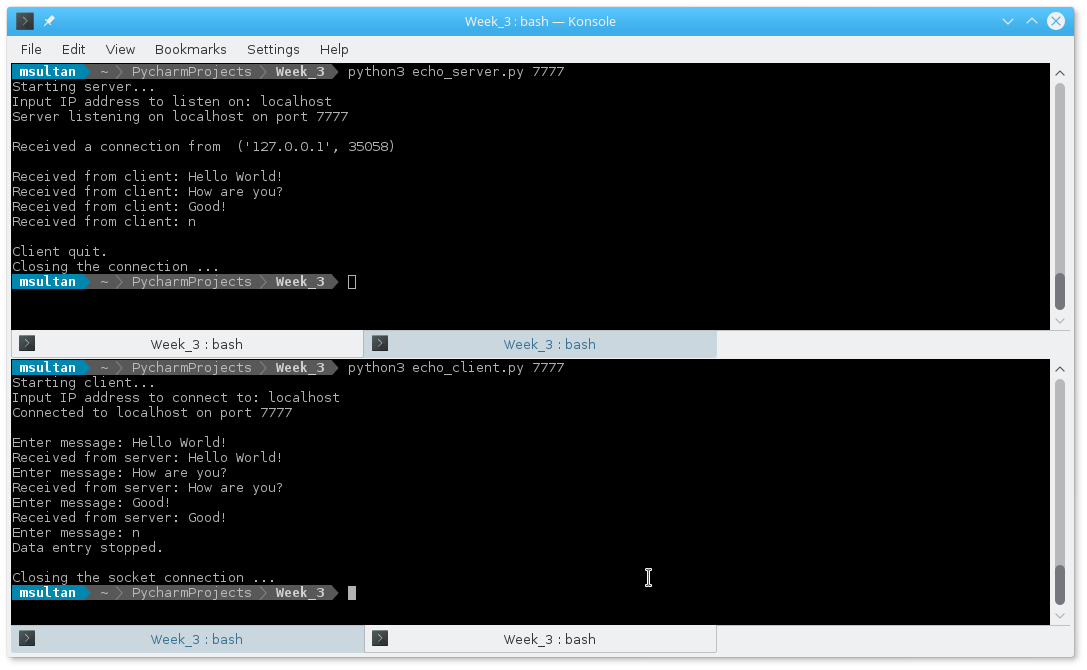 Week_3 : bash — Konsole
File Edit View Bookmarks Settings Help
msultan ~ PycharmProjects Week_3 python3 echo_server.py 7777
Starting server...
Input IP address to listen on: localhost
Server listening on localhost on port 7777
Received a connection from  ('127.0.0.1', 35058)
Received from client: Hello World!
Received from client: How are you?
Received from client: Good!
Received from client: n
Client quit.
Closing the connection ...
msultan ~ PycharmProjects Week_3
Week_3 : bash Week_3 : bash
msultan ~ PycharmProjects Week_3 python3 echo_client.py 7777
Starting client...
Input IP address to connect to: localhost
Connected to localhost on port 7777
Enter message: Hello World!
Received from server: Hello World!
Enter message: How are you?
Received from server: How are you?
Enter message: Good!
Received from server: Good!
Enter message: n
Data entry stopped.
Closing the socket connection ...
msultan ~ PycharmProjects Week_3
Week_3 : bash Week_3 : bash